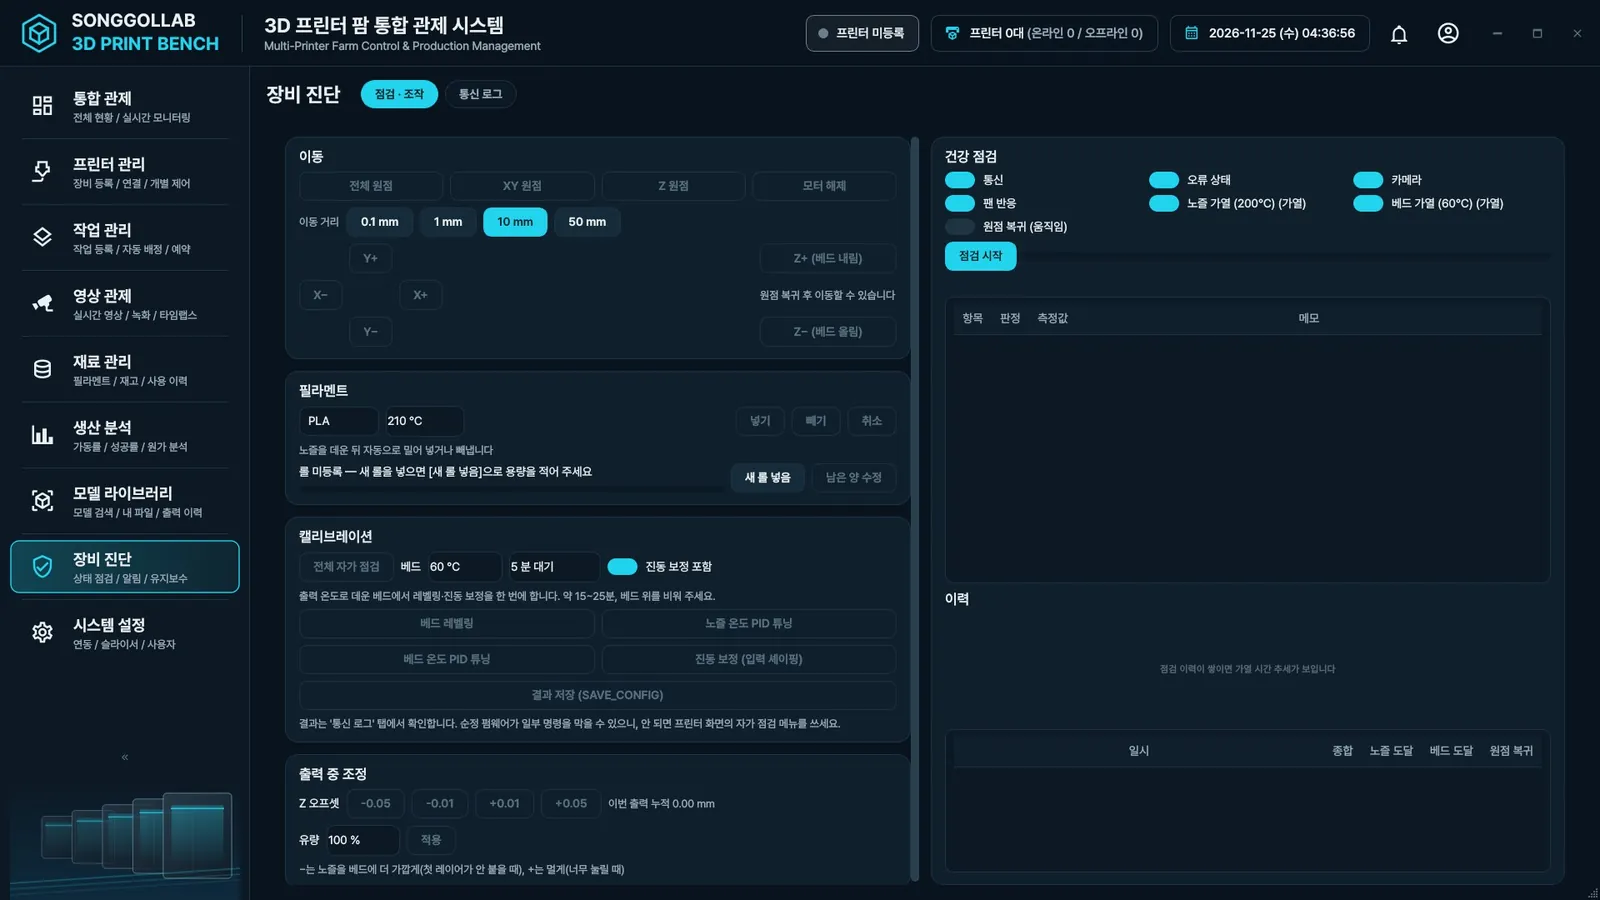 SONGGOLLAB
3D PRINT BENCH
3D 프린터 팜 통합 관제 시스템
Multi-Printer Farm Control & Production Management
프린터 미등록
프린터 0대 (온라인 0 / 오프라인 0)
2026-11-25 (수) 04:36:56
통합 관제
전체 현황 / 실시간 모니터링
프린터 관리
장비 등록 / 연결 / 개별 제어
작업 관리
작업 등록 / 자동 배정 / 예약
영상 관제
실시간 영상 / 녹화 / 타임랩스
재료 관리
필라멘트 / 재고 / 사용 이력
생산 분석
가동률 / 성공률 / 원가 분석
모델 라이브러리
모델 검색 / 내 파일 / 출력 이력
장비 진단
상태 점검 / 알림 / 유지보수
시스템 설정
연동 / 슬라이서 / 사용자
«
장비 진단
점검 · 조작
통신 로그
이동
전체 원점
XY 원점
Z 원점
모터 해제
이동 거리
0.1 mm
1 mm
10 mm
50 mm
Y+
Z+ (베드 내림)
X−
X+
원점 복귀 후 이동할 수 있습니다
Y−
Z− (베드 올림)
필라멘트
PLA
210 °C
넣기
빼기
취소
노즐을 데운 뒤 자동으로 밀어 넣거나 빼냅니다
롤 미등록 — 새 롤을 넣으면 [새 롤 넣음]으로 용량을 적어 주세요
새 롤 넣음
남은 양 수정
캘리브레이션
전체 자가 점검
베드
60 °C
5 분 대기
진동 보정 포함
출력 온도로 데운 베드에서 레벨링·진동 보정을 한 번에 합니다. 약 15~25분, 베드 위를 비워 주세요.
베드 레벨링
노즐 온도 PID 튜닝
베드 온도 PID 튜닝
진동 보정 (입력 셰이핑)
결과 저장 (SAVE_CONFIG)
결과는 '통신 로그' 탭에서 확인합니다. 순정 펌웨어가 일부 명령을 막을 수 있으니, 안 되면 프린터 화면의 자가 점검 메뉴를 쓰세요.
출력 중 조정
Z 오프셋
-0.05
-0.01
+0.01
+0.05
이번 출력 누적 0.00 mm
유량
100 %
적용
−는 노즐을 베드에 더 가깝게(첫 레이어가 안 붙을 때), +는 멀게(너무 눌릴 때)
건강 점검
통신
오류 상태
카메라
팬 반응
노즐 가열 (200°C) (가열)
베드 가열 (60°C) (가열)
원점 복귀 (움직임)
점검 시작
항목
판정
측정값
메모
이력
점검 이력이 쌓이면 가열 시간 추세가 보입니다
일시
종합
노즐 도달
베드 도달
원점 복귀